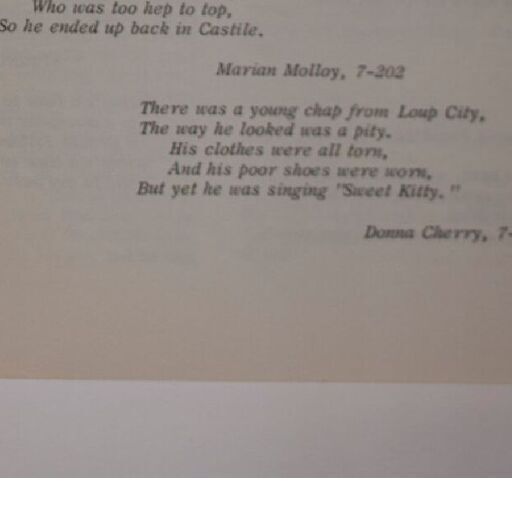 Who was too hep to top,
So he ended up back in Castile.
Marian Molloy, 7-202
There was a young chap from Loup City,
The way he looked was a pity.
His clothes were all torn,
And his poor shoes were worn,
But yet he was singing "Sweet Kitty."
Donna Cherry, 7-